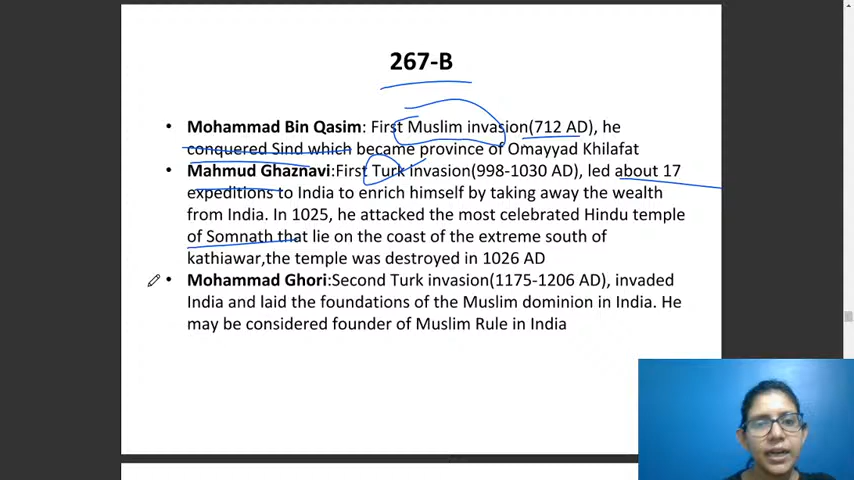 267-B
• Mohammad Bin Qasim: First Muslim invasion(712 AD), he
conquered Sind which became province of Omayyad Khilafat
• Mahmud Ghaznavi:First Turk Invasion(998-1030 AD), led about 17
expeditions to India to enrich himself by taking away the wealth
from India. In 1025, he attacked the most celebrated Hindu temple
of Somnath that lie on the coast of the extreme south of
kathiawar,the temple was destroyed in 1026 AD
• Mohammad Ghori:Second Turk invasion(1175-1206 AD), invaded
India and laid the foundations of the Muslim dominion in India. He
may be considered founder of Muslim Rule in India